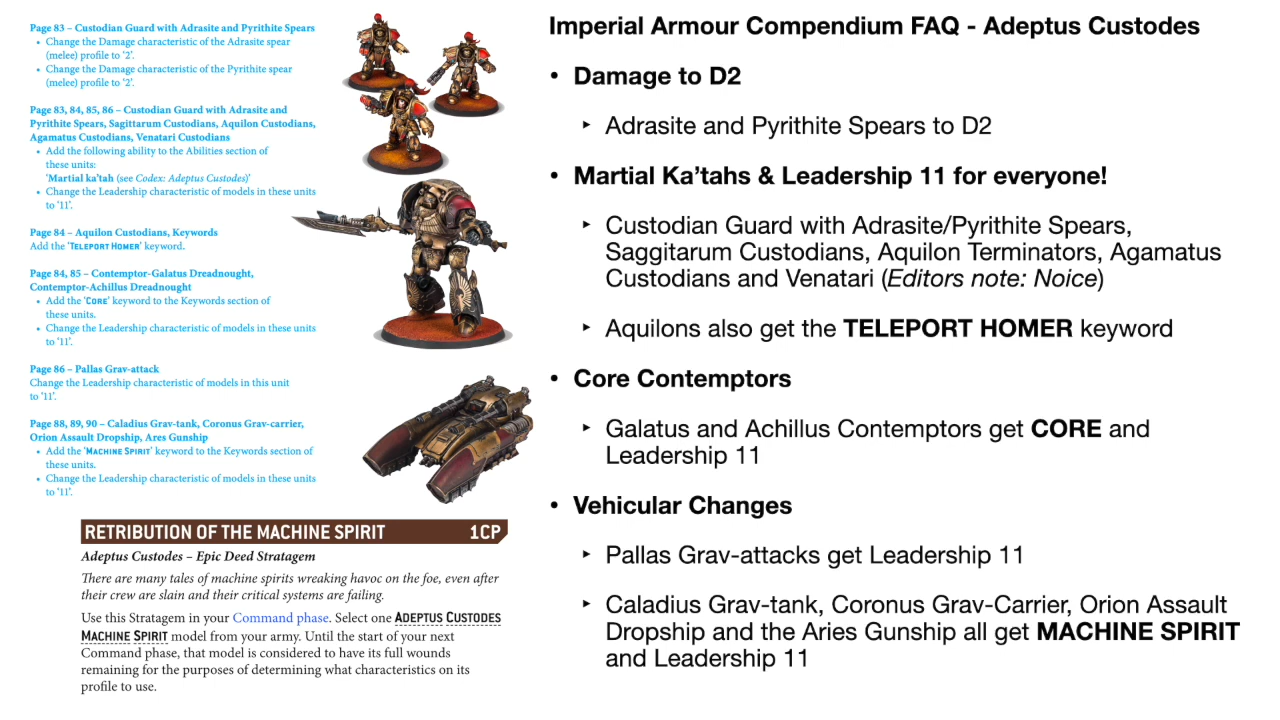 Page 83 – Custodian Guard with Adrasite and Pyrithite Spears
• Change the Damage characteristic of the Adrasite spear
(melee) profile to ‘2’.
• Change the Damage characteristic of the Pyrithite spear
(melee) profile to ‘2’.
Page 83, 84, 85, 86 – Custodian Guard with Adrasite and
Pyrithite Spears, Sagittarum Custodians, Aquilon Custodians,
Agamatus Custodians, Venatari Custodians
• Add the following ability to the Abilities section of
these units:
‘Martial ka’tah (see Codex: Adeptus Custodes)’
• Change the Leadership characteristic of models in these units
to ‘11’.
Page 84 – Aquilon Custodians, Keywords
Add the ‘TELEPORT HOMER’ keyword.
Page 84, 85 – Contemptor-Galatus Dreadnought,
Contemptor-Achillus Dreadnought
• Add the ‘CORE’ keyword to the Keywords section of
these units.
• Change the Leadership characteristic of models in these units
to ‘11’.
Page 86 – Pallas Grav-attack
Change the Leadership characteristic of models in this unit
to ‘11’.
Page 88, 89, 90 – Caladius Grav-tank, Coronus Grav-carrier,
Orion Assault Dropship, Ares Gunship
• Add the ‘MACHINE SPIRIT’ keyword to the Keywords section of
these units.
• Change the Leadership characteristic of models in these units
to ‘11’.
RETRIBUTION OF THE MACHINE SPIRIT 1CP
Adeptus Custodes – Epic Deed Stratagem
There are many tales of machine spirits wreaking havoc on the foe, even after
their crew are slain and their critical systems are failing.
Use this Stratagem in your Command phase. Select one ADEPTUS CUSTODES
MACHINE SPIRIT model from your army. Until the start of your next
Command phase, that model is considered to have its full wounds
remaining for the purposes of determining what characteristics on its
profile to use.
Imperial Armour Compendium FAQ - Adeptus Custodes
• Damage to D2
‣ Adrasite and Pyrithite Spears to D2
• Martial Ka’tahs & Leadership 11 for everyone!
‣ Custodian Guard with Adrasite/Pyrithite Spears,
Saggitarum Custodians, Aquilon Terminators, Agamatus
Custodians and Venatari (Editors note: Noice)
‣ Aquilons also get the TELEPORT HOMER keyword
• Core Contemptors
‣ Galatus and Achillus Contemptors get CORE and
Leadership 11
• Vehicular Changes
‣ Pallas Grav-attacks get Leadership 11
‣ Caladius Grav-tank, Coronus Grav-Carrier, Orion Assault
Dropship and the Aries Gunship all get MACHINE SPIRIT
and Leadership 11